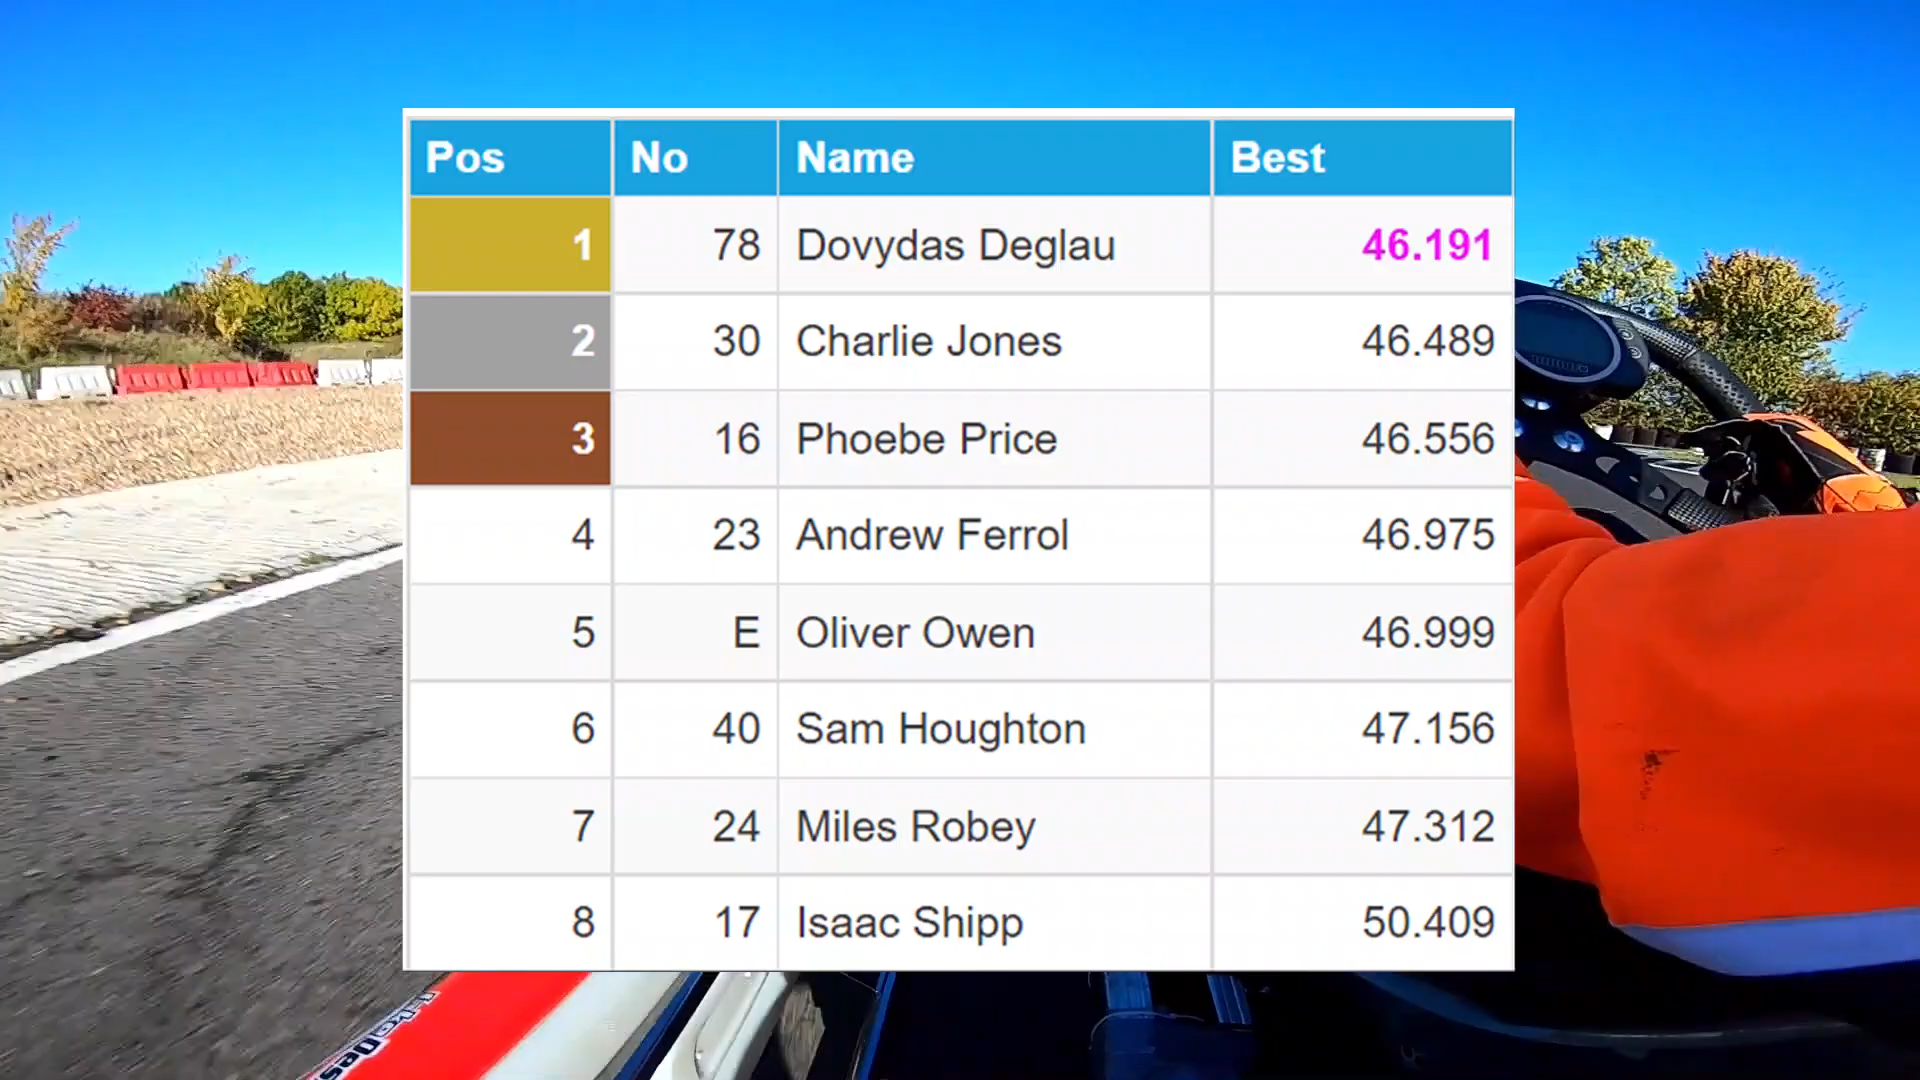 Pos No Name Best
1 78 Dovydas Deglau 46.191
2 30 Charlie Jones 46.489
3 16 Phoebe Price 46.556
4 23 Andrew Ferrol 46.975
5 E Oliver Owen 46.999
6 40 Sam Houghton 47.156
7 24 Miles Robey 47.312
8 17 Isaac Shipp 50.409